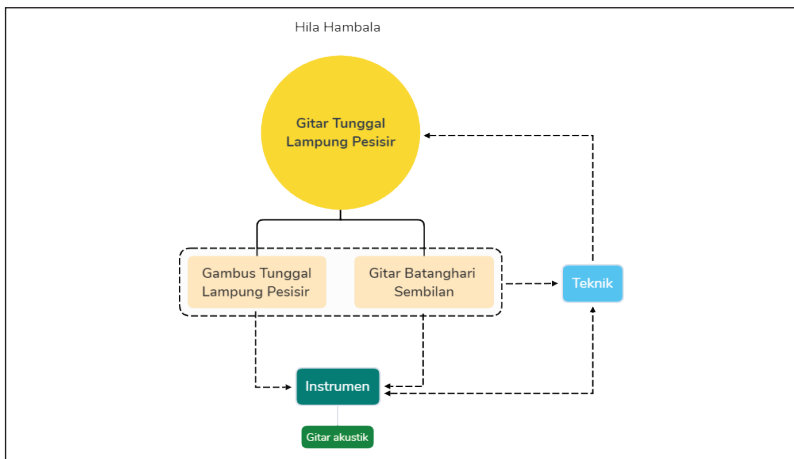 Hila Hambala
Gitar Tunggal
Lampung Pesisir
Gambus Tunggal
Lampung Pesisir
Gitar Batanghari
Sembilan
Teknik
Instrumen
Gitar akustik